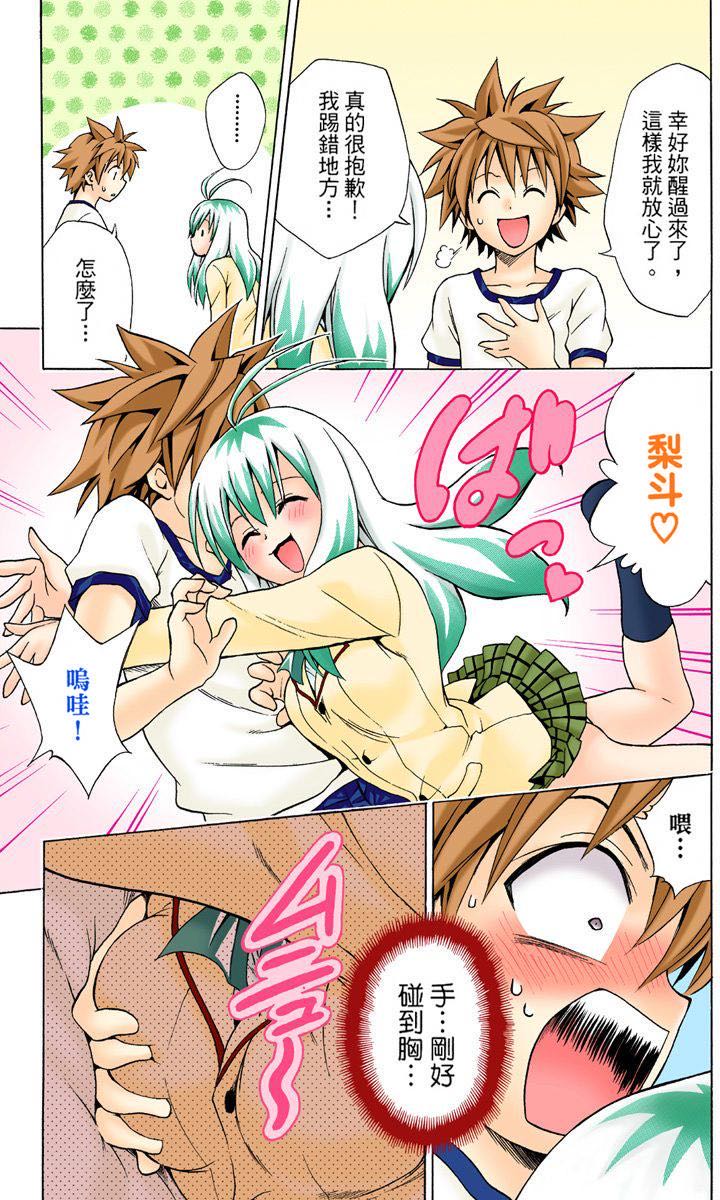 幸好妳醒過來了，
這樣我就放心了。
真的很抱歉！
我踢錯地方…
………
怎麼了…
梨斗♡
ばっ♥
嗚哇！
喂…
手…剛好
碰到胸…
ムニュ〜